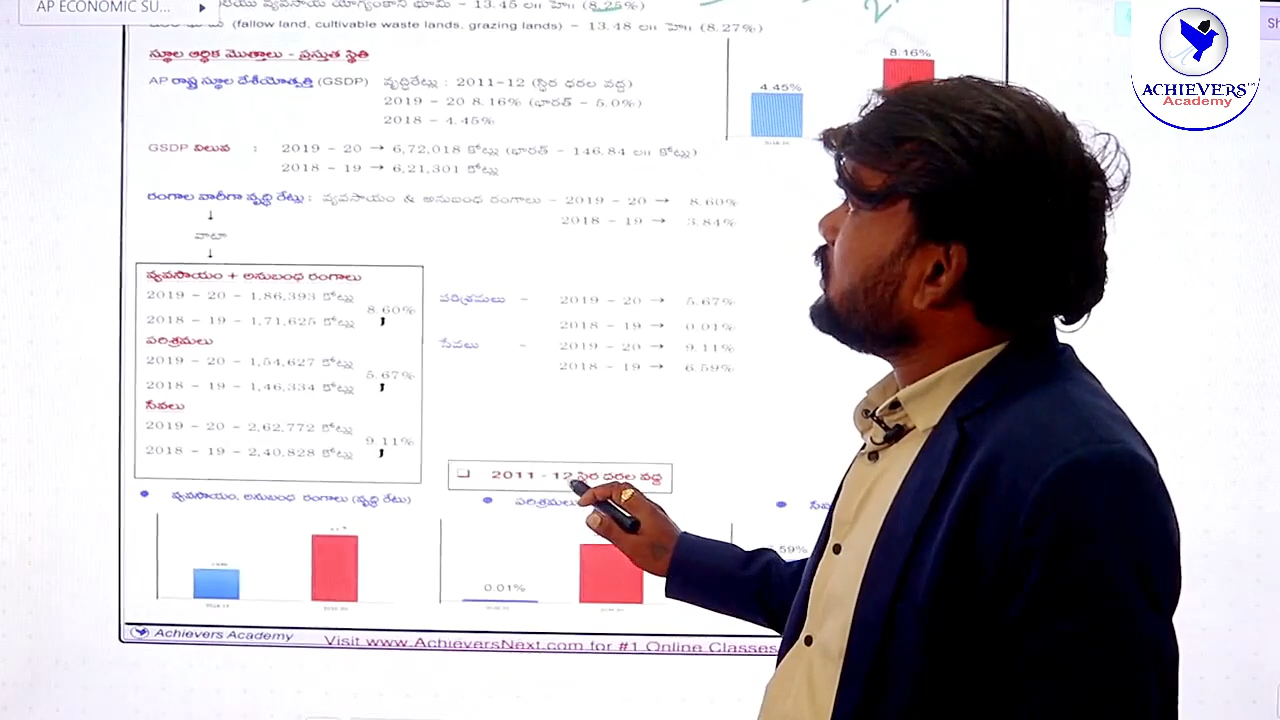 AP ECONOMIC SU...
యోగ్యంకాని భూమి – 13.45 ల॥ హె॥ (8.25%)
(fallow land, cultivable waste lands, grazing lands) – 13.48 ల॥ హె॥ (8.27%)
స్థూల ఆర్థిక మొత్తాలు - ప్రస్తుత స్థితి
AP రాష్ట్ర స్థూల దేశీయోత్పత్తి (GSDP) వృద్ధిరేట్లు : 2011-12 (స్థిర ధరల వద్ద)
2019 – 20 8.16% (భారత్ – 5.0%)
2018 – 4.45%
4.45%
8.16%
GSDP విలువ : 2019 – 20 → 6,72,018 కోట్లు (భారత్ – 146.84 ల॥ కోట్లు)
2018 – 19 → 6,21,301 కోట్లు
రంగాల వారీగా వృద్ధి రేట్లు : వ్యవసాయం & అనుబంధ రంగాలు – 2019 – 20 → 8.60%
2018 – 19 → 3.84%
↓
వాటా
↓
వ్యవసాయం + అనుబంధ రంగాలు
2019 – 20 – 1,86,393 కోట్లు
8.60%
2018 – 19 – 1,71,625 కోట్లు
పరిశ్రమలు
2019 – 20 – 1,54,627 కోట్లు
5.67%
2018 – 19 – 1,46,334 కోట్లు
సేవలు
2019 – 20 – 2,62,772 కోట్లు
9.11%
2018 – 19 – 2,40,828 కోట్లు
పరిశ్రమలు – 2019 – 20 → 5.67%
2018 – 19 → 0.01%
సేవలు – 2019 – 20 → 9.11%
2018 – 19 → 6.59%
2011 - 12 స్థిర ధరల వద్ద
వ్యవసాయం, అనుబంధ రంగాలు (వృద్ధి రేటు)
పరిశ్రమలు
0.01%
Achievers Academy
Visit www.AchieversNext.com for #1 Online Classes
ACHIEVERS
Academy